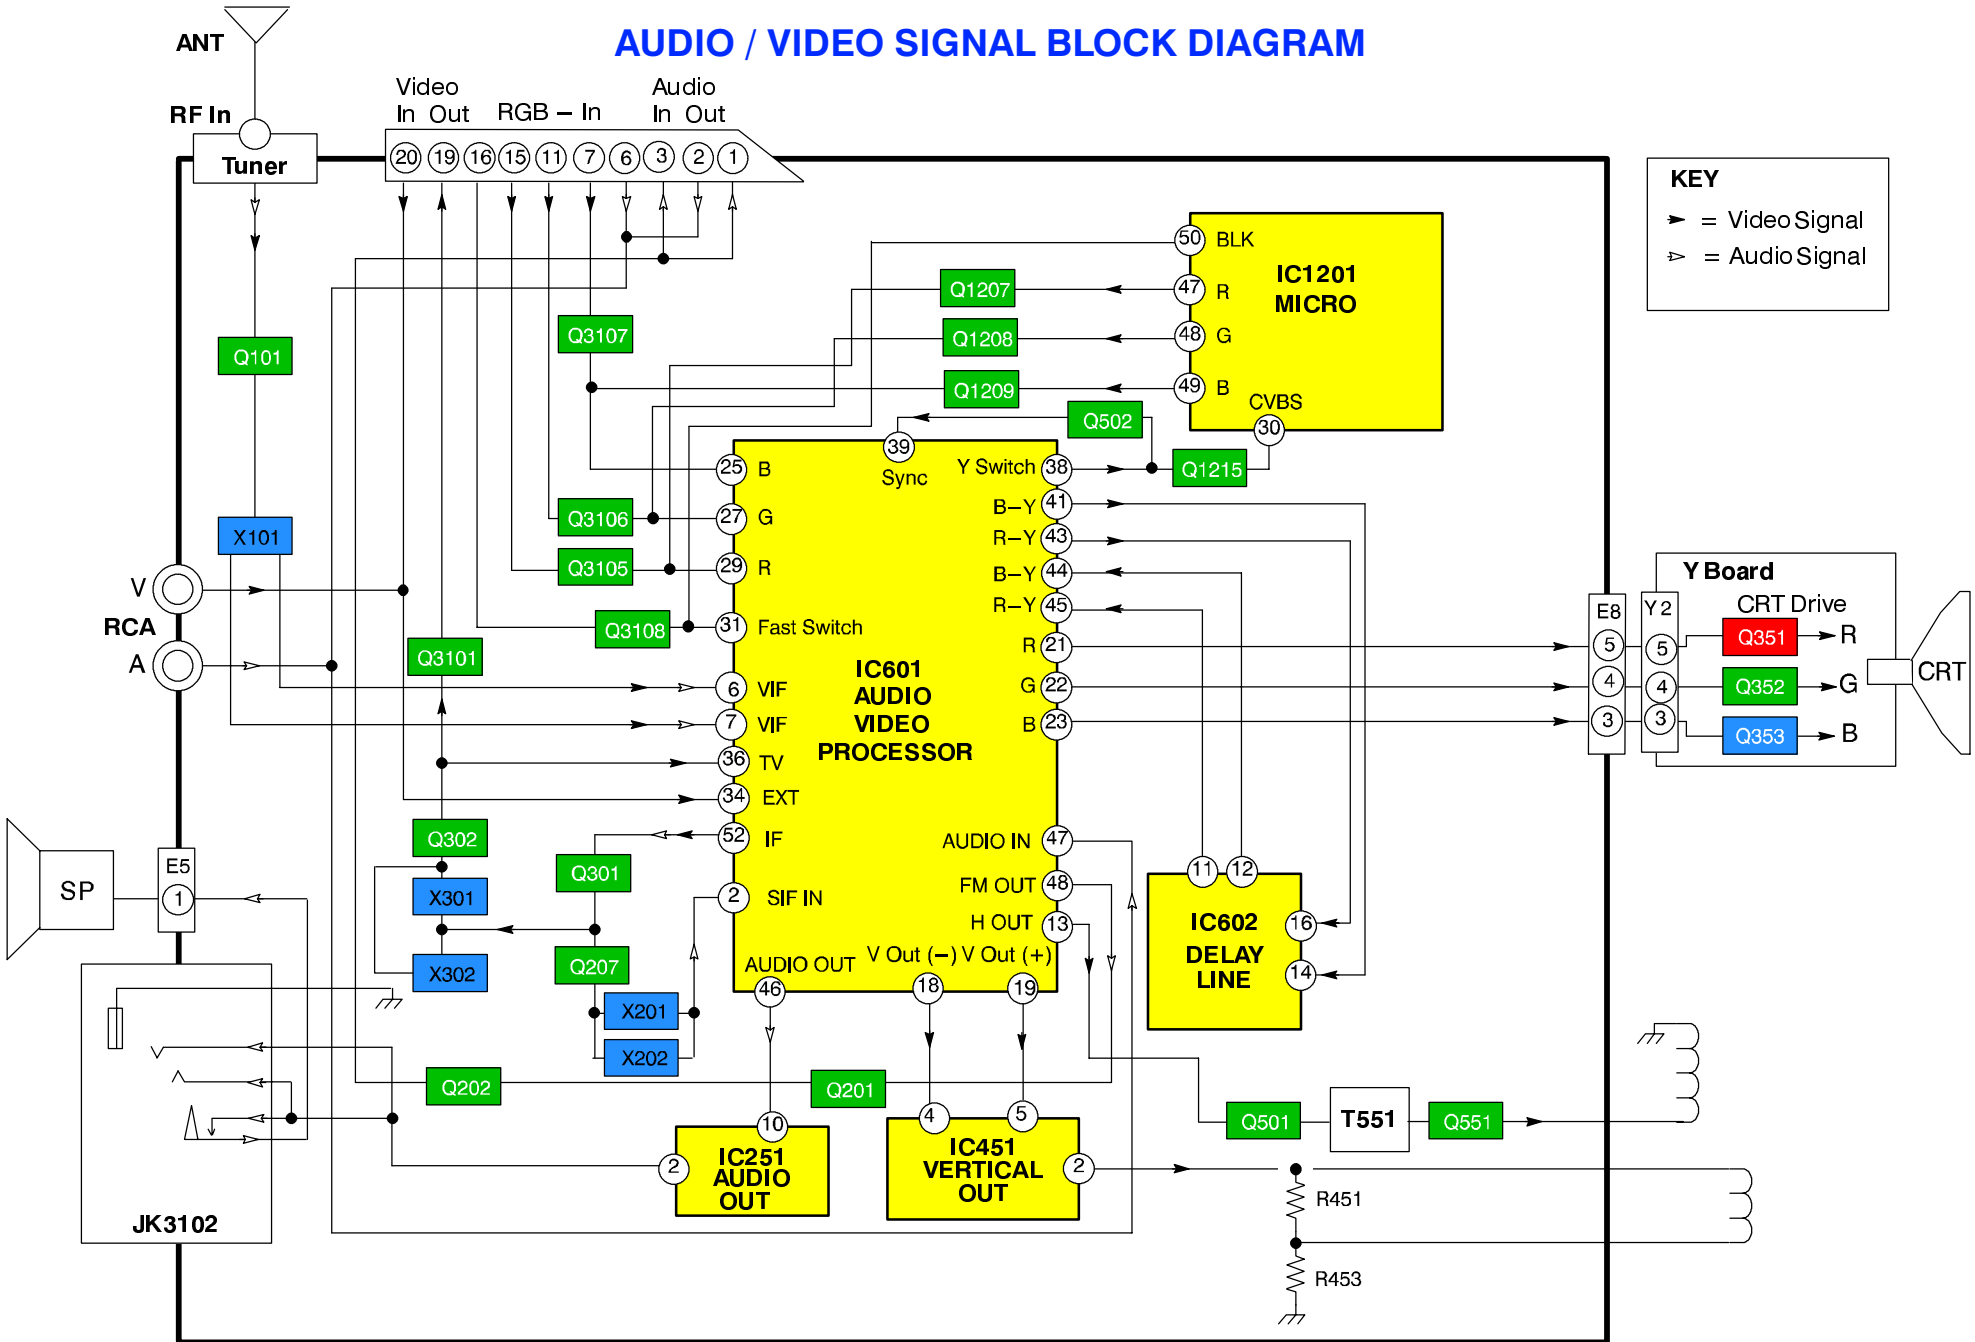 AUDIO / VIDEO SIGNAL BLOCK DIAGRAM
ANT
RF In
Tuner
Video
In Out
RGB – In
Audio
In Out
20 19 16 15 11 7 6 3 2 1
KEY
= Video Signal
= Audio Signal
Q101
X101
V
RCA
A
Q3107
Q3106
Q3105
Q3108
Q3101
Q1207
Q1208
Q1209
Q502
Q1215
IC1201
MICRO
50 BLK
47 R
48 G
49 B
CVBS
30
39
Sync
25 B
27 G
29 R
31 Fast Switch
6 VIF
7 VIF
36 TV
34 EXT
52 IF
2 SIF IN
IC601
AUDIO
VIDEO
PROCESSOR
Y Switch 38
B–Y 41
R–Y 43
B–Y 44
R–Y 45
R 21
G 22
B 23
AUDIO IN 47
FM OUT 48
H OUT 13
V Out (–) V Out (+)
AUDIO OUT
46
18
19
E8
5
4
3
Y2
5
4
3
Y Board
CRT Drive
Q351 R
Q352 G
Q353 B
CRT
11 12
16
14
IC602
DELAY
LINE
Q302
X301
X302
Q301
Q207
X201
X202
Q202
Q201
SP
E5
1
JK3102
10
2
IC251
AUDIO
OUT
4
5
2
IC451
VERTICAL
OUT
Q501
T551
Q551
R451
R453